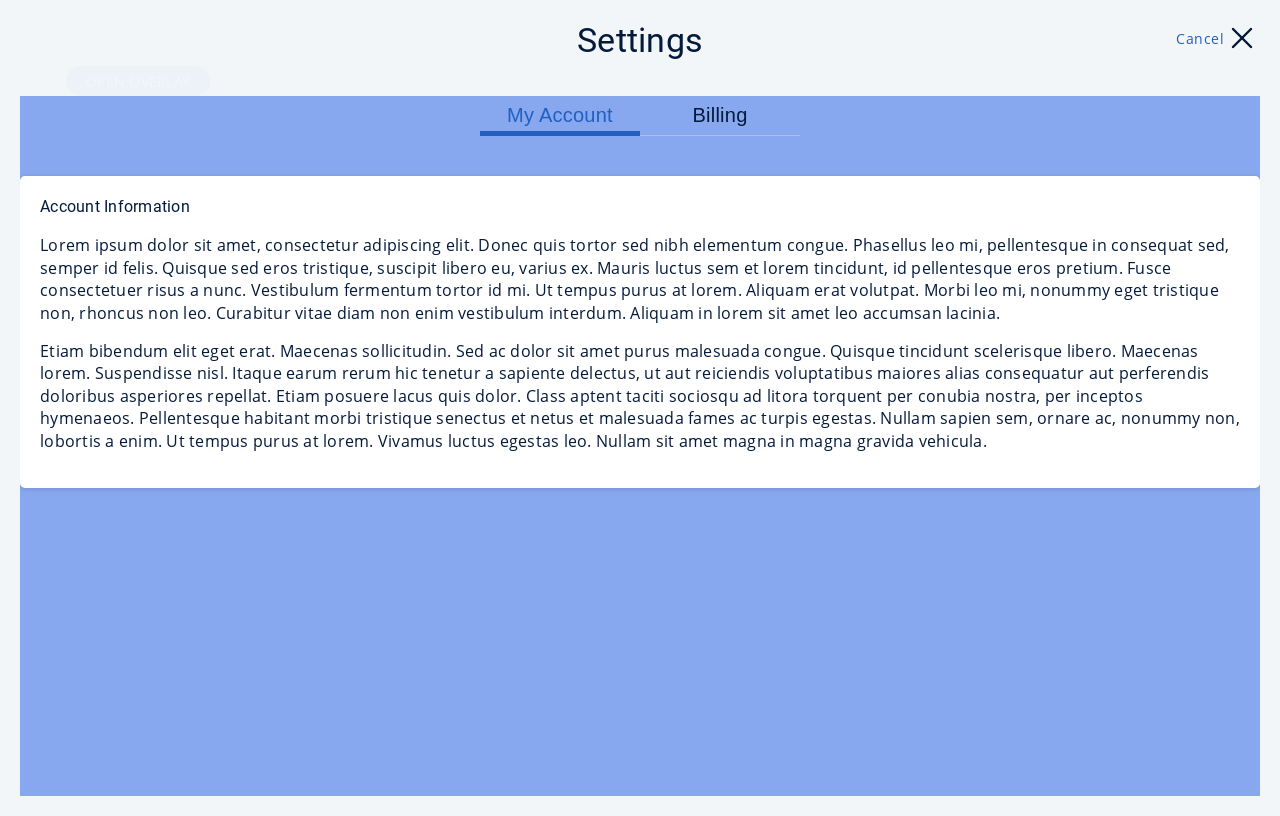 Settings
Cancel
OPEN OVERLAY
My Account
Billing
Account Information
Lorem ipsum dolor sit amet, consectetur adipiscing elit. Donec quis tortor sed nibh elementum congue. Phasellus leo mi, pellentesque in consequat sed,
semper id felis. Quisque sed eros tristique, suscipit libero eu, varius ex. Mauris luctus sem et lorem tincidunt, id pellentesque eros pretium. Fusce
consectetuer risus a nunc. Vestibulum fermentum tortor id mi. Ut tempus purus at lorem. Aliquam erat volutpat. Morbi leo mi, nonummy eget tristique
non, rhoncus non leo. Curabitur vitae diam non enim vestibulum interdum. Aliquam in lorem sit amet leo accumsan lacinia.
Etiam bibendum elit eget erat. Maecenas sollicitudin. Sed ac dolor sit amet purus malesuada congue. Quisque tincidunt scelerisque libero. Maecenas
lorem. Suspendisse nisl. Itaque earum rerum hic tenetur a sapiente delectus, ut aut reiciendis voluptatibus maiores alias consequatur aut perferendis
doloribus asperiores repellat. Etiam posuere lacus quis dolor. Class aptent taciti sociosqu ad litora torquent per conubia nostra, per inceptos
hymenaeos. Pellentesque habitant morbi tristique senectus et netus et malesuada fames ac turpis egestas. Nullam sapien sem, ornare ac, nonummy non,
lobortis a enim. Ut tempus purus at lorem. Vivamus luctus egestas leo. Nullam sit amet magna in magna gravida vehicula.